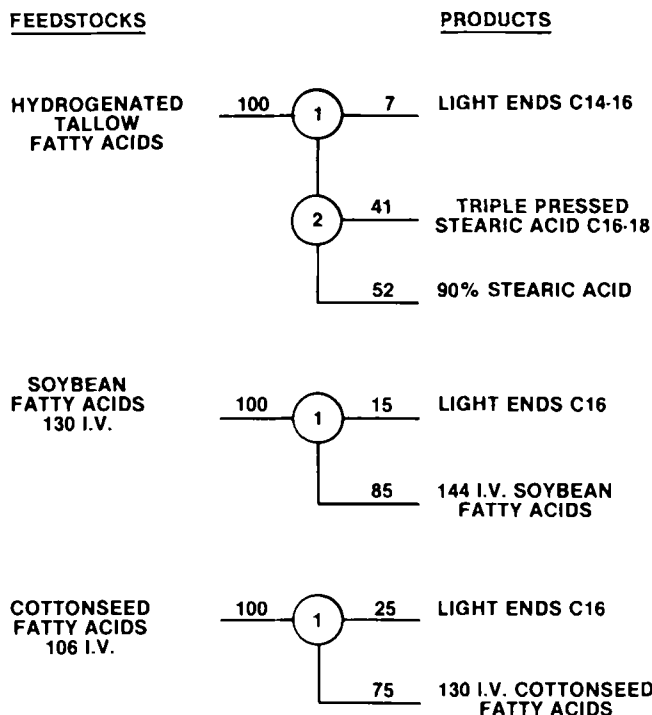 FEEDSTOCKS
PRODUCTS
HYDROGENATED
TALLOW
FATTY ACIDS
100
1
7
LIGHT ENDS C14-16
2
41
TRIPLE PRESSED
STEARIC ACID C16-18
52
90% STEARIC ACID
SOYBEAN
FATTY ACIDS
130 I.V.
100
1
15
LIGHT ENDS C16
85
144 I.V. SOYBEAN
FATTY ACIDS
COTTONSEED
FATTY ACIDS
106 I.V.
100
1
25
LIGHT ENDS C16
75
130 I.V. COTTONSEED
FATTY ACIDS